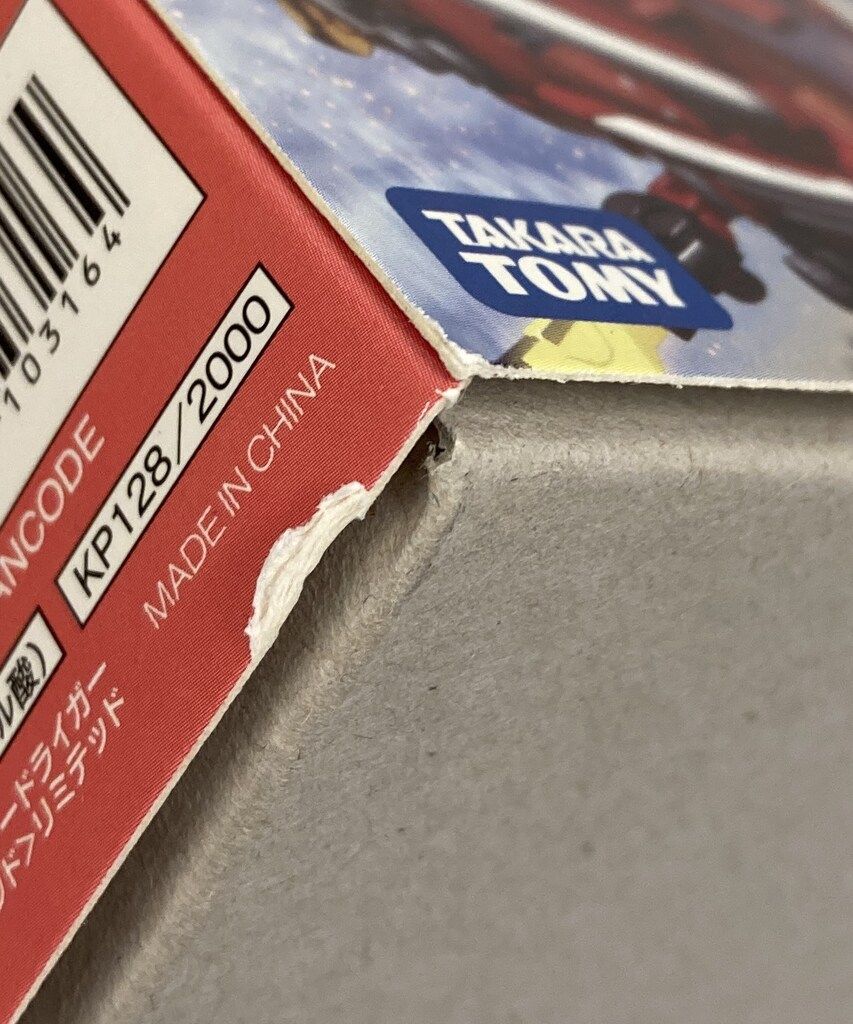 TAKARA
TOMY
103164
ANCODE
KP128/2000
MADE IN CHINA
ル酸)
ードライガー
ンド>リミテッド